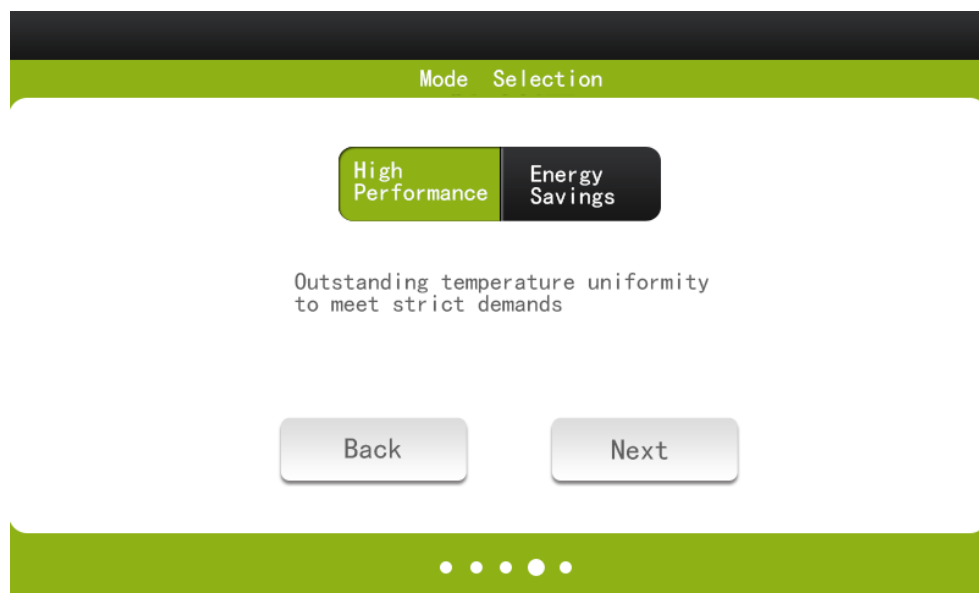 Mode Selection
High
Performance
Energy
Savings
Outstanding temperature uniformity
to meet strict demands
Back
Next